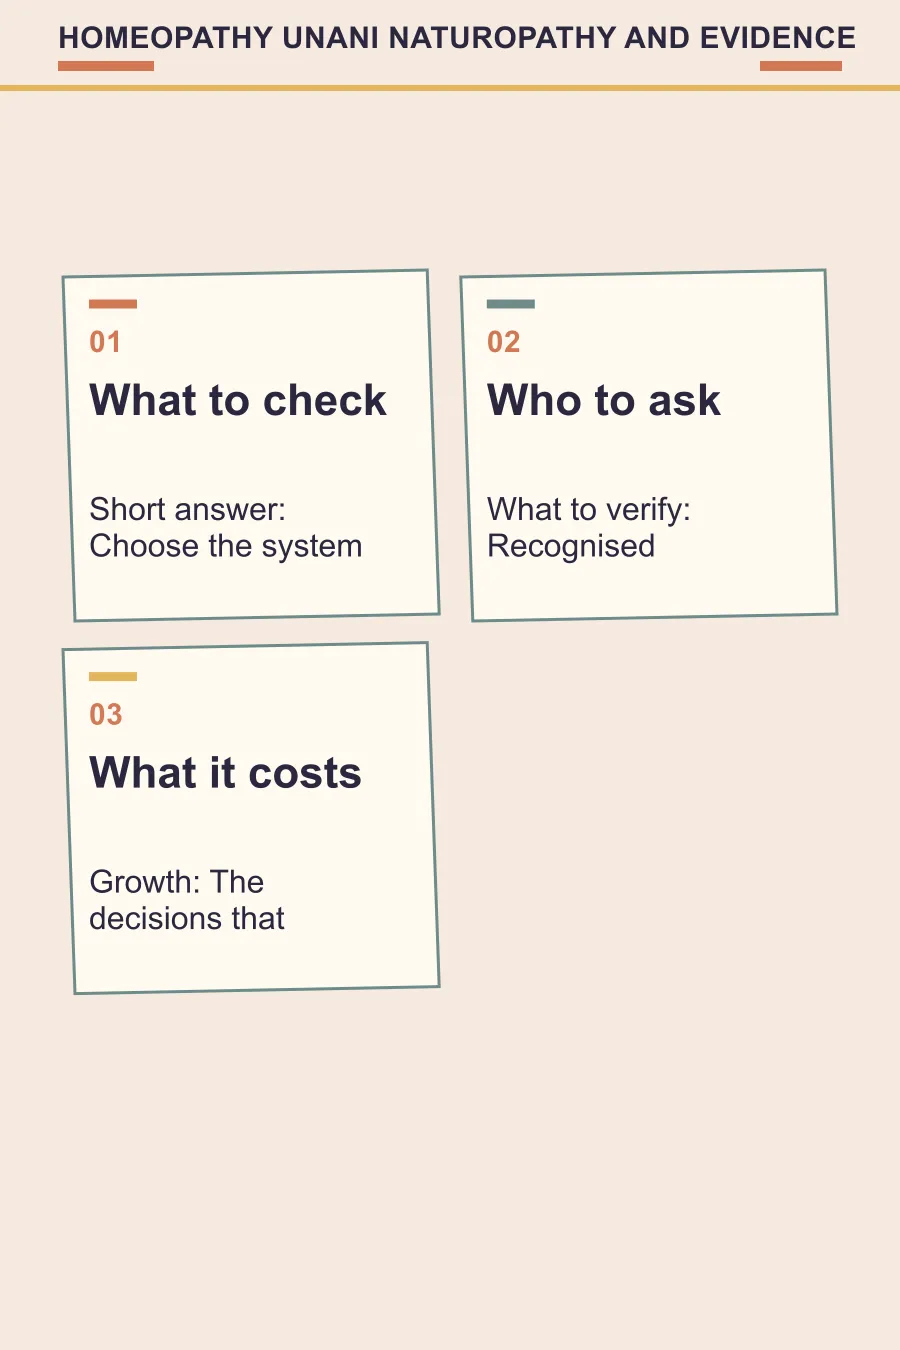 HOMEOPATHY UNANI NATUROPATHY AND EVIDENCE
01
What to check
Short answer:
Choose the system
02
Who to ask
What to verify:
Recognised
03
What it costs
Growth: The
decisions that